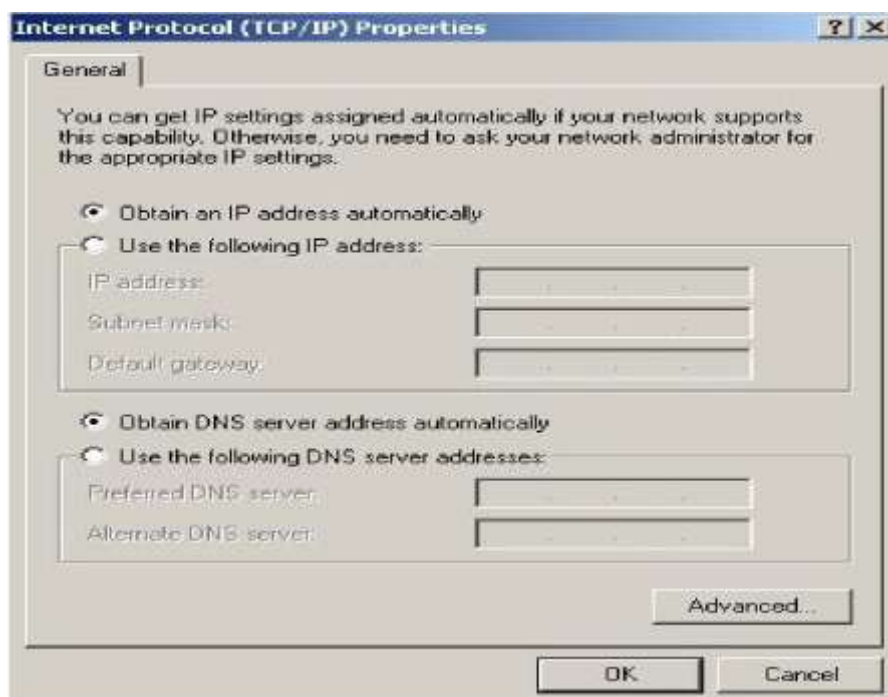 Internet Protocol (TCP/IP) Properties
General
You can get IP settings assigned automatically if your network supports
this capability. Otherwise, you need to ask your network administrator for
the appropriate IP settings.
Obtain an IP address automatically
Use the following IP address:
IP address:
Subnet mask:
Default gateway:
Obtain DNS server address automatically
Use the following DNS server addresses:
Preferred DNS server:
Alternate DNS server:
Advanced...
OK
Cancel